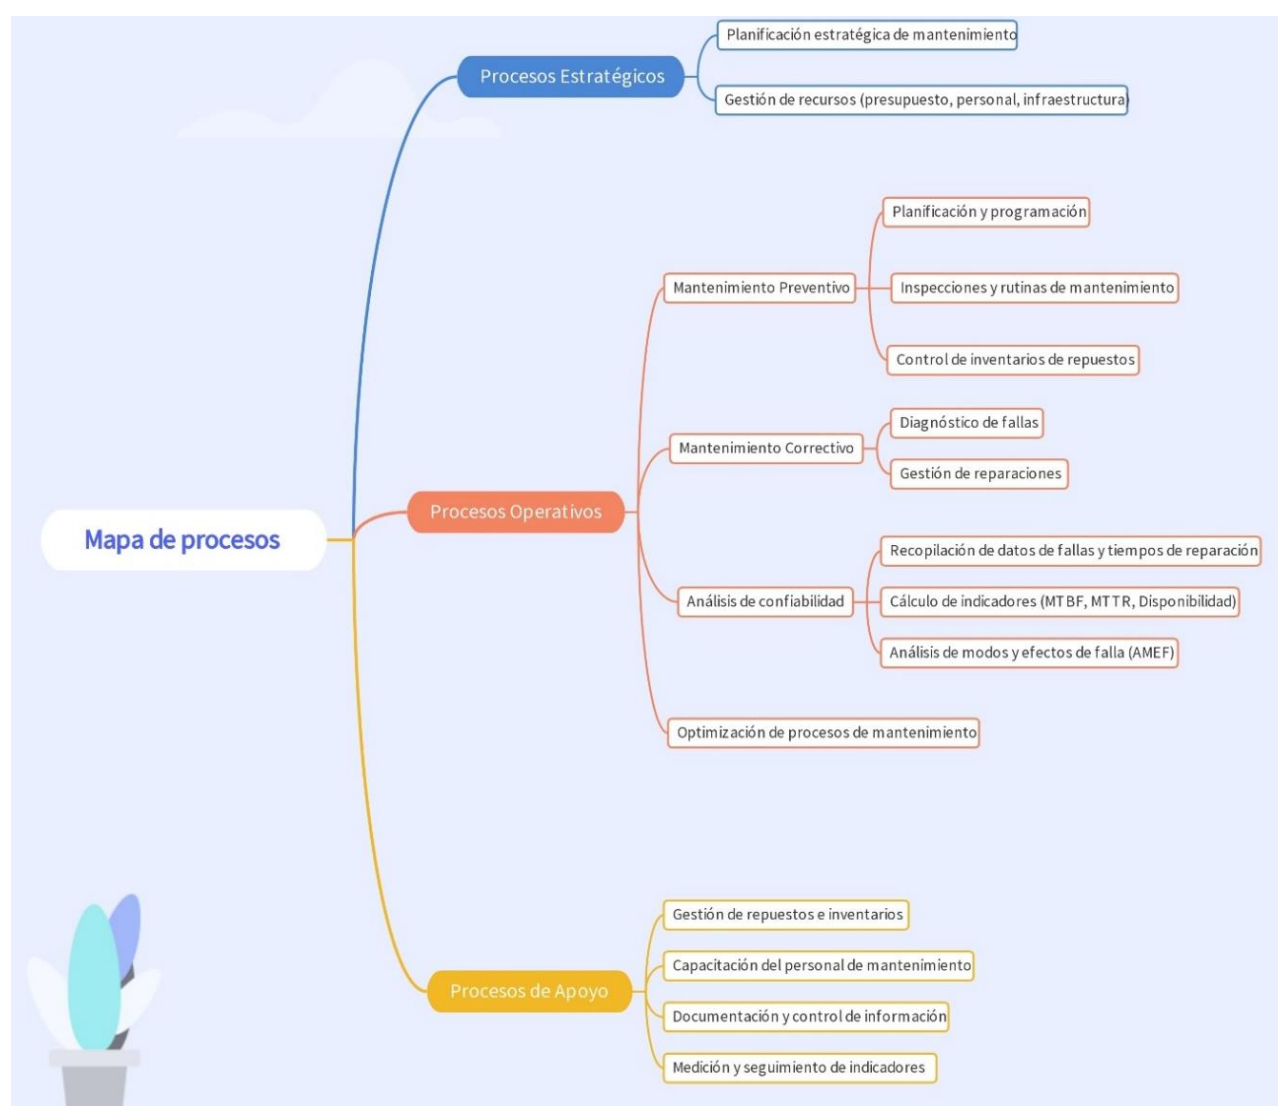 Mapa de procesos
Procesos Estratégicos
Planificación estratégica de mantenimiento
Gestión de recursos (presupuesto, personal, infraestructura)
Procesos Operativos
Mantenimiento Preventivo
Planificación y programación
Inspecciones y rutinas de mantenimiento
Control de inventarios de repuestos
Mantenimiento Correctivo
Diagnóstico de fallas
Gestión de reparaciones
Análisis de confiabilidad
Recopilación de datos de fallas y tiempos de reparación
Cálculo de indicadores (MTBF, MTTR, Disponibilidad)
Análisis de modos y efectos de falla (AMEF)
Optimización de procesos de mantenimiento
Procesos de Apoyo
Gestión de repuestos e inventarios
Capacitación del personal de mantenimiento
Documentación y control de información
Medición y seguimiento de indicadores